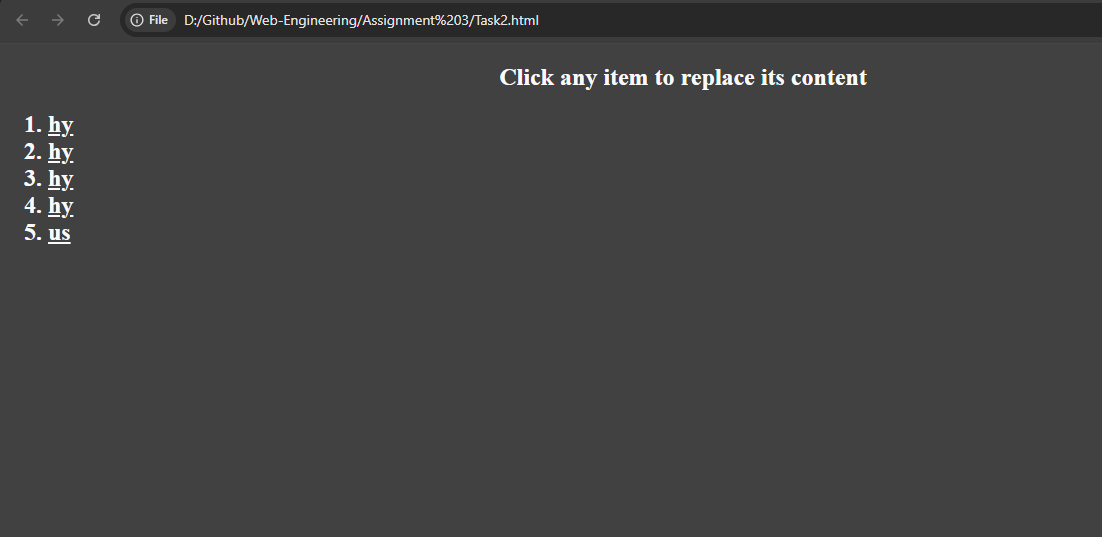 File D:/Github/Web-Engineering/Assignment%203/Task2.html
Click any item to replace its content
1. hy
2. hy
3. hy
4. hy
5. us